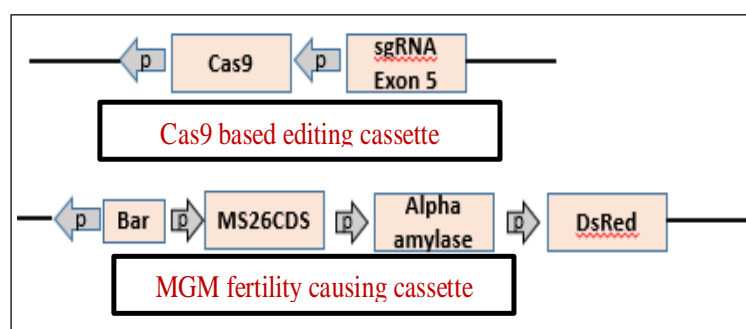 p Cas9 p sgRNA
Exon 5
Cas9 based editing cassette
p Bar p MS26CDS p Alpha
amylase p DsRed
MGM fertility causing cassette